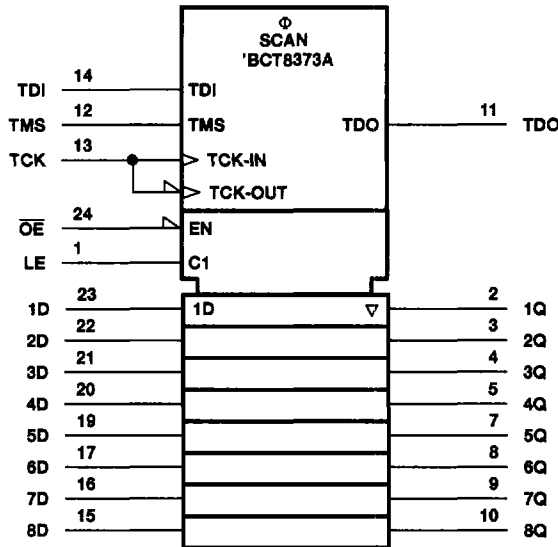 Φ
SCAN
'BCT8373A
TDI 14 TDI
TMS 12 TMS TDO 11 TDO
TCK 13 TCK-IN
TCK-OUT
OE 24 EN
LE 1 C1
1D 23 1D 2 1Q
2D 22 3 2Q
3D 21 4 3Q
4D 20 5 4Q
5D 19 7 5Q
6D 17 8 6Q
7D 16 9 7Q
8D 15 10 8Q